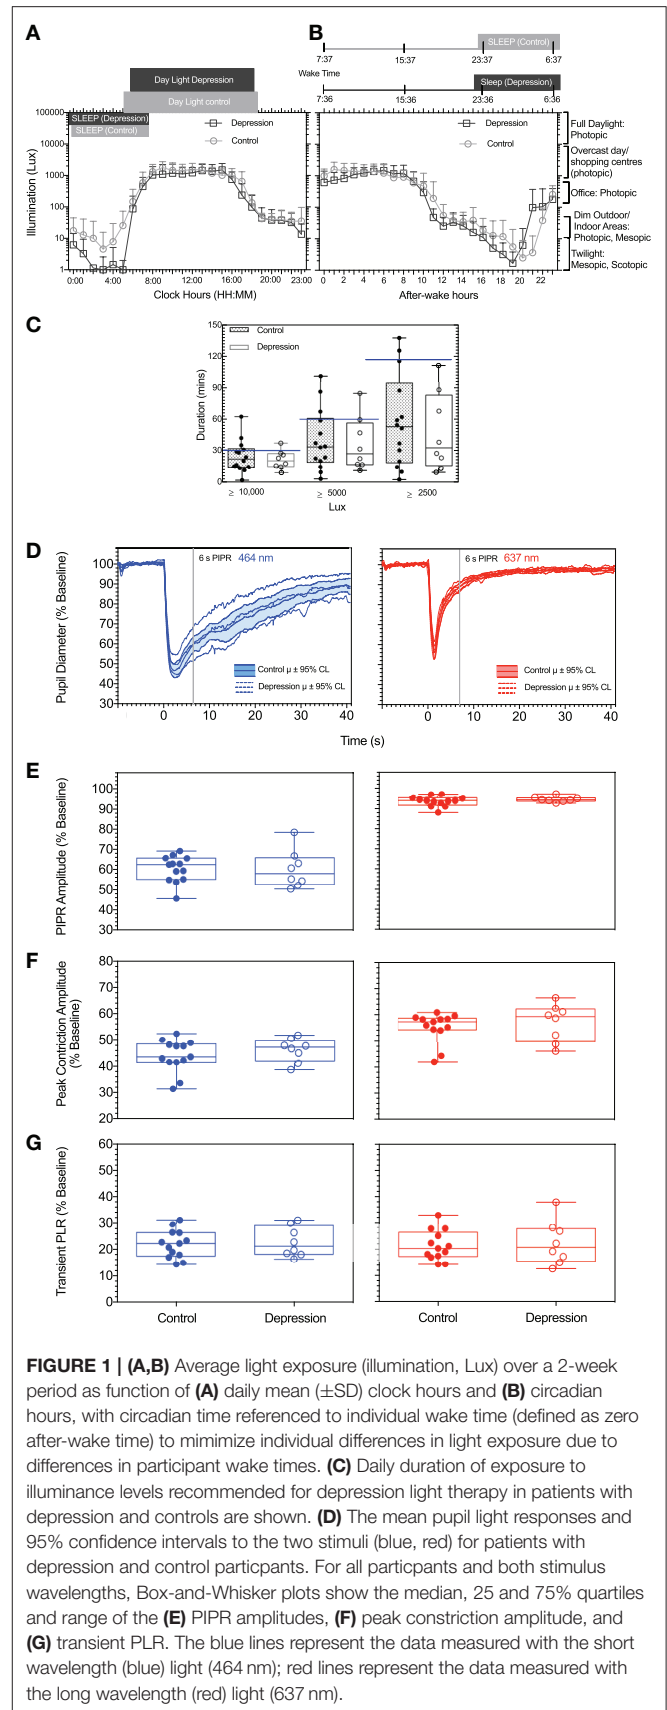 A
B
SLEEP (Control)
7:37 15:37 23:37 6:37
Wake Time
Sleep (Depression)
7:36 15:36 23:36 6:36
Day Light Depression
Day Light control
SLEEP (Depression)
SLEEP (Control)
Depression
Control
Depression
Control
Illumination (Lux)
100000
10000
1000
100
10
1
0:00 4:00 8:00 12:00 16:00 20:00 23:00
Clock Hours (HH:MM)
0 2 4 6 8 10 12 14 16 18 20 22
After-wake hours
Full Daylight:
Photopic
Overcast day/
shopping centres
(photopic)
Office: Photopic
Dim Outdoor/
Indoor Areas:
Photopic, Mesopic
Twilight:
Mesopic, Scotopic
C
Control
Depression
Duration (mins)
150
120
90
60
30
0
≥ 10,000 ≥ 5000 ≥ 2500
Lux
D
6 s PIPR 464 nm
6 s PIPR 637 nm
Pupil Diameter (% Baseline)
100
90
80
70
60
50
40
30
Control μ ± 95% CL
Depression μ ± 95% CL
Control μ ± 95% CL
Depression μ ± 95% CL
0 10 20 30 40
0 10 20 30 40
Time (s)
E
PIPR Amplitude (% Baseline)
100
90
80
70
60
50
40
30
F
Peak Contriction Amplitude
(% Baseline)
80
70
60
50
40
30
20
G
Transient PLR (% Baseline)
60
50
40
30
20
10
0
Control Depression Control Depression
FIGURE 1 | (A,B) Average light exposure (illumination, Lux) over a 2-week
period as function of (A) daily mean (±SD) clock hours and (B) circadian
hours, with circadian time referenced to individual wake time (defined as zero
after-wake time) to mimimize individual differences in light exposure due to
differences in participant wake times. (C) Daily duration of exposure to
illuminance levels recommended for depression light therapy in patients with
depression and controls are shown. (D) The mean pupil light responses and
95% confidence intervals to the two stimuli (blue, red) for patients with
depression and control particpants. For all particpants and both stimulus
wavelengths, Box-and-Whisker plots show the median, 25 and 75% quartiles
and range of the (E) PIPR amplitudes, (F) peak constriction amplitude, and
(G) transient PLR. The blue lines represent the data measured with the short
wavelength (blue) light (464 nm); red lines represent the data measured with
the long wavelength (red) light (637 nm).